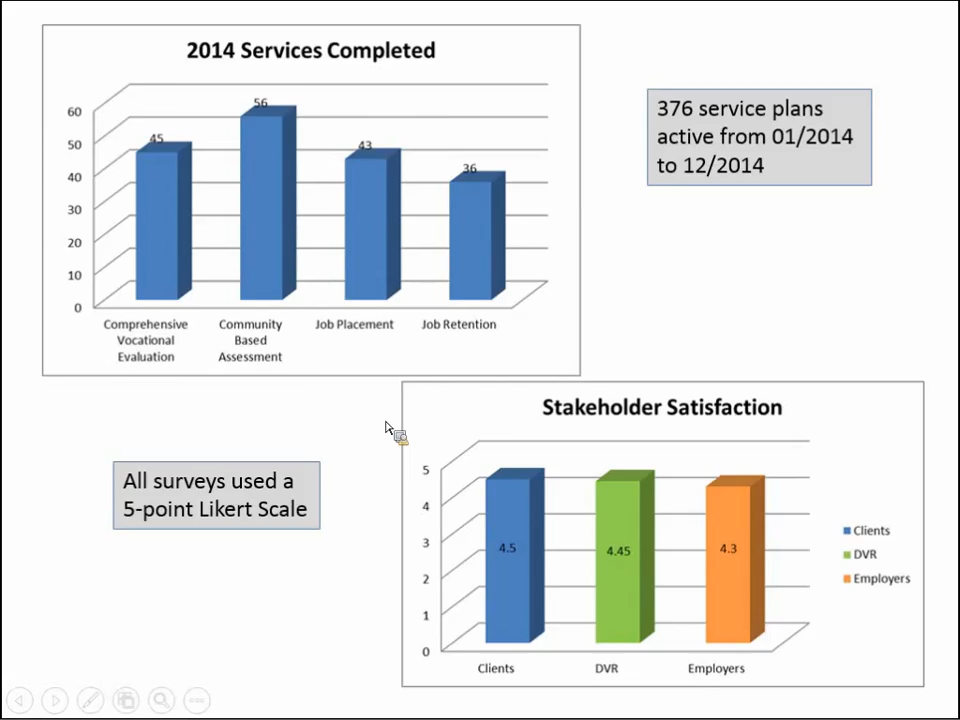 2014 Services Completed
60
50
40
30
20
10
0
45
56
43
36
Comprehensive
Vocational
Evaluation
Community
Based
Assessment
Job Placement
Job Retention
376 service plans
active from 01/2014
to 12/2014
All surveys used a
5-point Likert Scale
Stakeholder Satisfaction
5
4
3
2
1
0
4.5
4.45
4.3
Clients
DVR
Employers
Clients
DVR
Employers